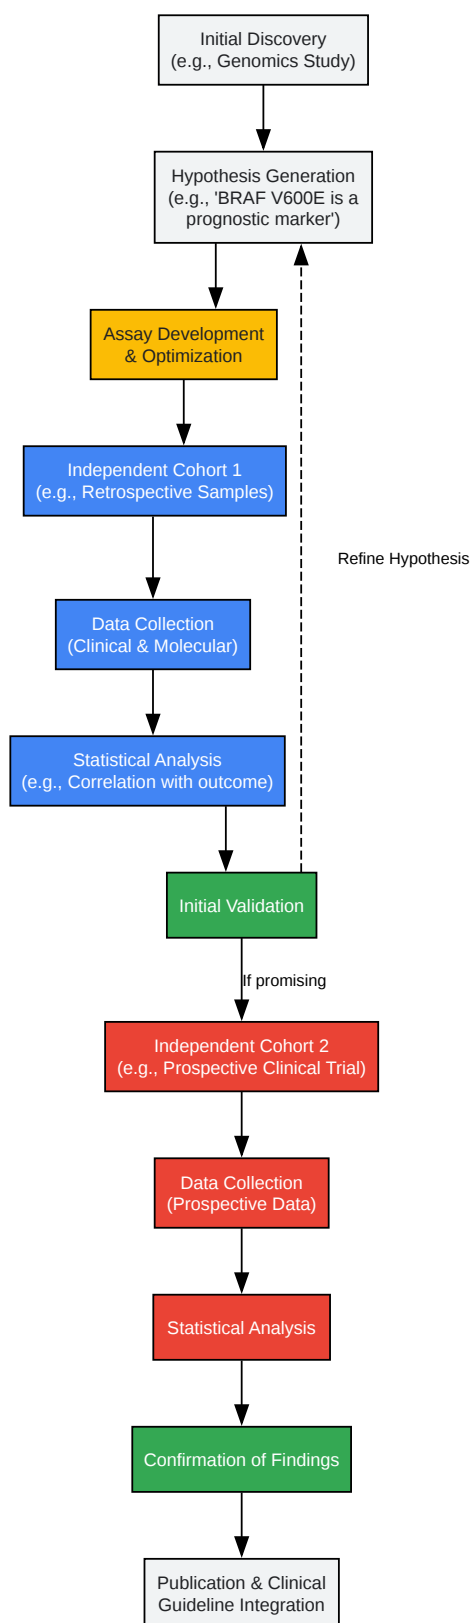 Initial Discovery
(e.g., Genomics Study)
Hypothesis Generation
(e.g., 'BRAF V600E is a
prognostic marker')
Assay Development
& Optimization
Independent Cohort 1
(e.g., Retrospective Samples)
Refine Hypothesis
Data Collection
(Clinical & Molecular)
Statistical Analysis
(e.g., Correlation with outcome)
Initial Validation
If promising
Independent Cohort 2
(e.g., Prospective Clinical Trial)
Data Collection
(Prospective Data)
Statistical Analysis
Confirmation of Findings
Publication & Clinical
Guideline Integration